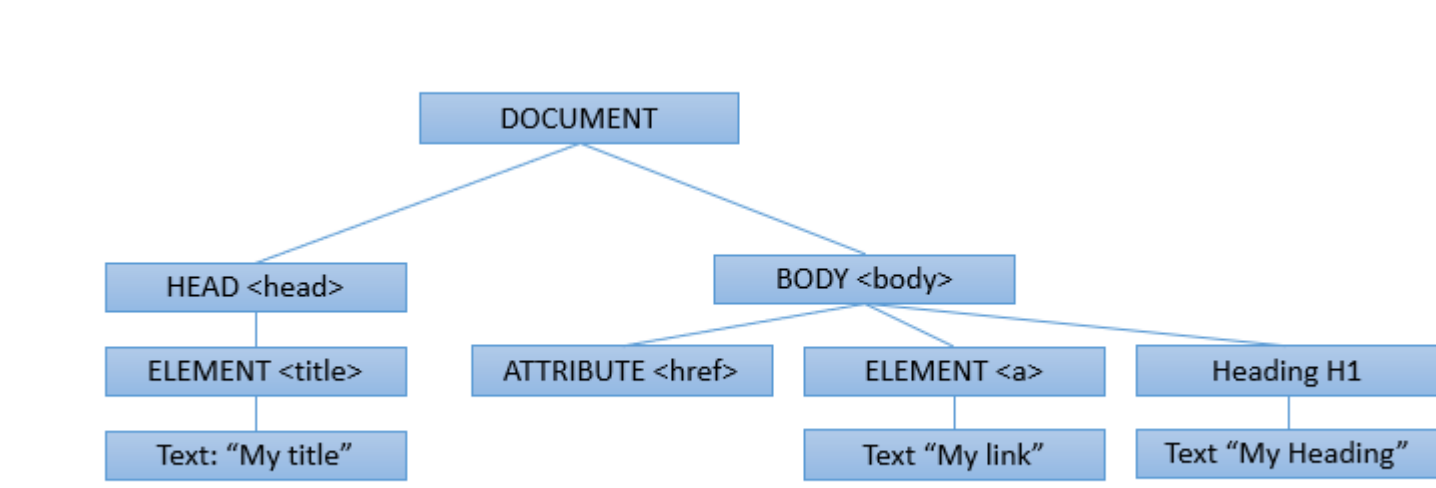 DOCUMENT
HEAD <head>
BODY <body>
ELEMENT <title>
ATTRIBUTE <href>
ELEMENT <a>
Heading H1
Text: “My title”
Text “My link”
Text “My Heading”